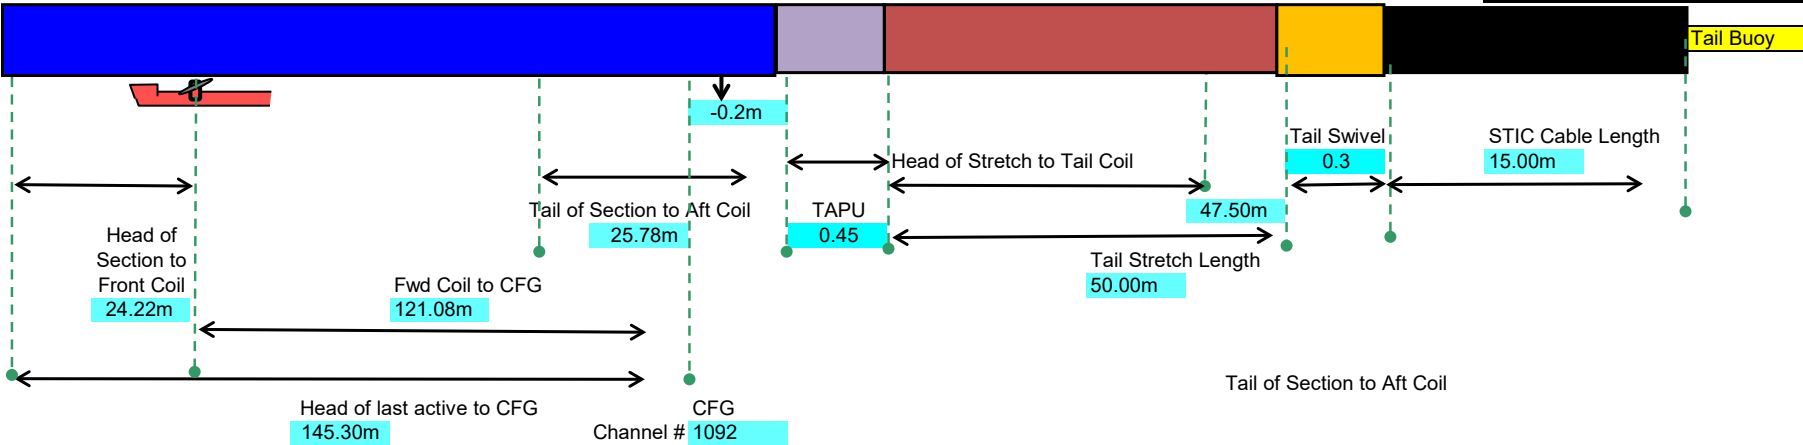 Tail Buoy
-0.2m
Tail Swivel
0.3
STIC Cable Length
15.00m
Head of Stretch to Tail Coil
47.50m
Tail of Section to Aft Coil
25.78m
TAPU
0.45
Head of
Section to
Front Coil
24.22m
Fwd Coil to CFG
121.08m
Tail Stretch Length
50.00m
Tail of Section to Aft Coil
Head of last active to CFG
145.30m
CFG
Channel # 1092